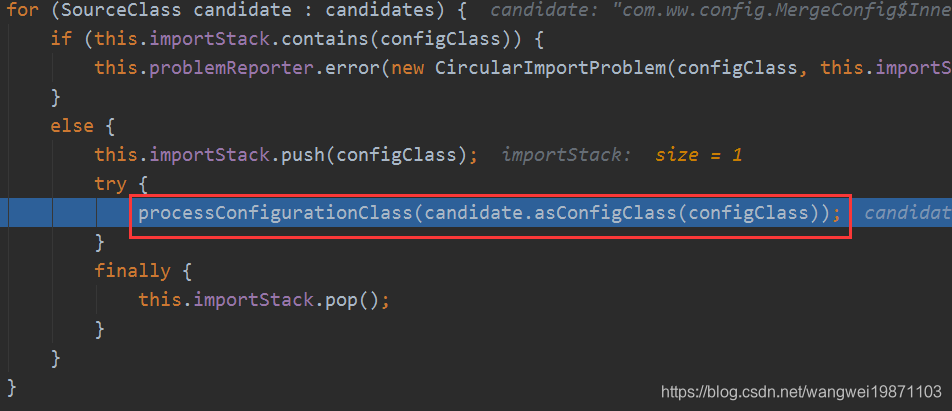 for (SourceClass candidate : candidates) {  candidate: "com.ww.config.MergeConfig$Inne
if (this.importStack.contains(configClass)) {
this.problemReporter.error(new CircularImportProblem(configClass, this.importS
}
else {
this.importStack.push(configClass);  importStack:  size = 1
try {
processConfigurationClass(candidate.asConfigClass(configClass));  candidat
}
finally {
this.importStack.pop();
}
}
}
https://blog.csdn.net/wangwei19871103